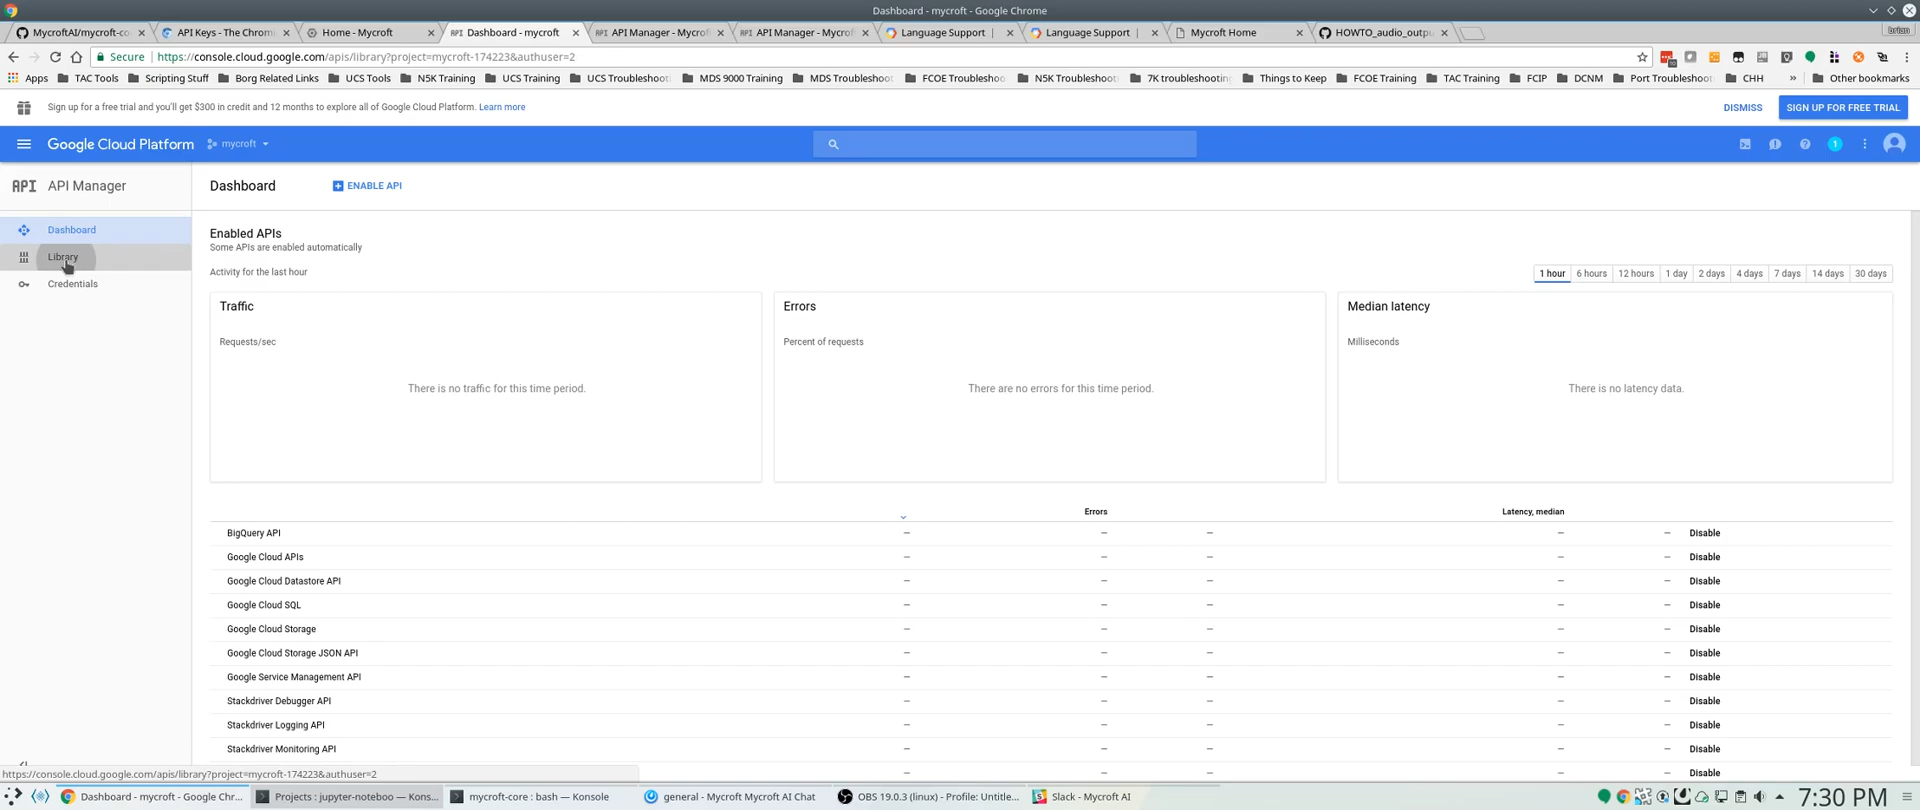 Dashboard - mycroft - Google Chrome
MycroftAI/mycroft-co
API Keys - The Chrom
Home - Mycroft
Dashboard - mycroft
API Manager - Mycrof
API Manager - Mycrof
Language Support |
Language Support |
Mycroft Home
HOWTO_audio_outpu
brian
Secure
https://console.cloud.google.com/apis/library?project=mycroft-174223&authuser=2
Apps
TAC Tools
Scripting Stuff
Borg Related Links
UCS Tools
N5K Training
UCS Training
UCS Troubleshooti
MDS 9000 Training
MDS Troubleshoot
FCOE Troubleshoo
N5K Troubleshoot
7K troubleshootin
Things to Keep
FCOE Training
TAC Training
FCIP
DCNM
Port Troubleshoot
CHH
»
Other bookmarks
Sign up for a free trial and you'll get $300 in credit and 12 months to explore all of Google Cloud Platform. Learn more
DISMISS
SIGN UP FOR FREE TRIAL
Google Cloud Platform
mycroft
1
API API Manager
Dashboard
ENABLE API
Dashboard
Library
Credentials
Enabled APIs
Some APIs are enabled automatically
Activity for the last hour
1 hour 6 hours 12 hours 1 day 2 days 4 days 7 days 14 days 30 days
Traffic
Requests/sec
There is no traffic for this time period.
Errors
Percent of requests
There are no errors for this time period.
Median latency
Milliseconds
There is no latency data.
Errors Latency, median
BigQuery API – – – – – Disable
Google Cloud APIs – – – – – Disable
Google Cloud Datastore API – – – – – Disable
Google Cloud SQL – – – – – Disable
Google Cloud Storage – – – – – Disable
Google Cloud Storage JSON API – – – – – Disable
Google Service Management API – – – – – Disable
Stackdriver Debugger API – – – – – Disable
Stackdriver Logging API – – – – – Disable
Stackdriver Monitoring API – – – – – Disable
– – – – – Disable
https://console.cloud.google.com/apis/library?project=mycroft-174223&authuser=2
Dashboard - mycroft - Google Chr...
Projects : jupyter-noteboo — Kons...
mycroft-core : bash — Konsole
general - Mycroft Mycroft AI Chat
OBS 19.0.3 (linux) - Profile: Untitle...
Slack - Mycroft AI
7:30 PM